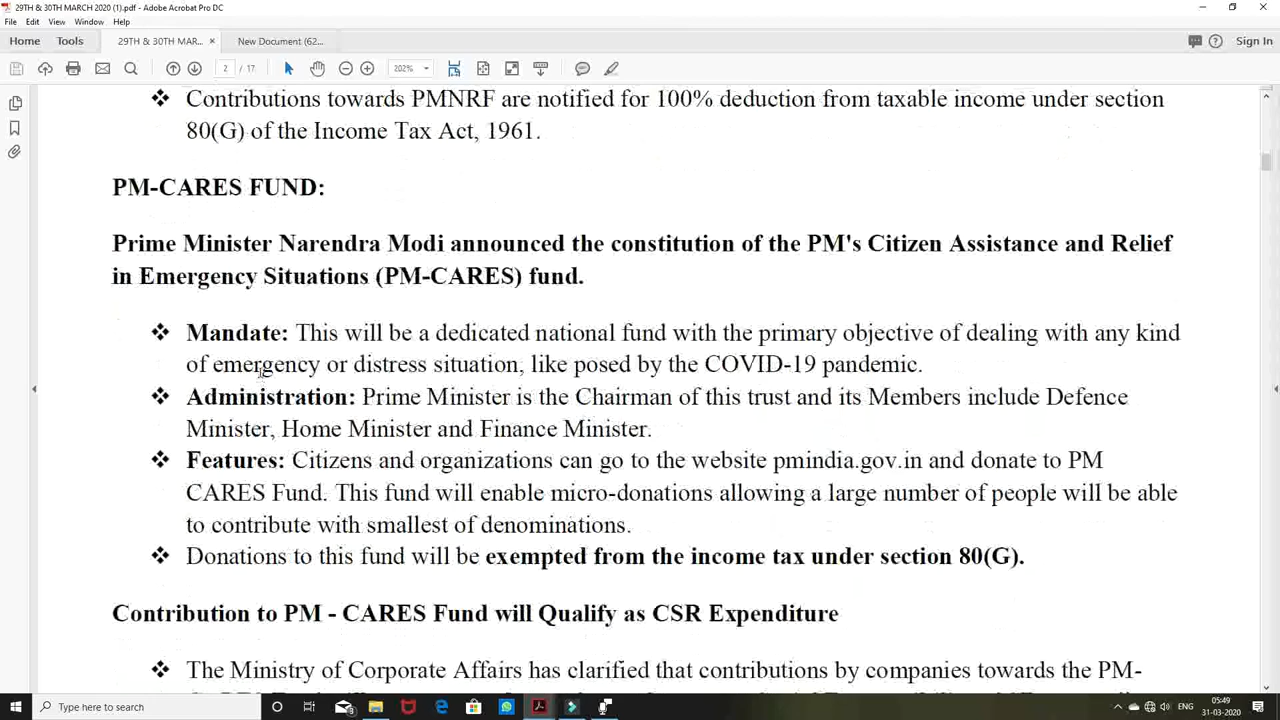 29TH & 30TH MARCH 2020 (1).pdf - Adobe Acrobat Pro DC
File Edit View Window Help
Home Tools 29TH & 30TH MAR... × New Document (62... Sign In
2 / 17 202%
❖ Contributions towards PMNRF are notified for 100% deduction from taxable income under section
80(G) of the Income Tax Act, 1961.
PM-CARES FUND:
Prime Minister Narendra Modi announced the constitution of the PM's Citizen Assistance and Relief
in Emergency Situations (PM-CARES) fund.
❖ Mandate: This will be a dedicated national fund with the primary objective of dealing with any kind
of emergency or distress situation, like posed by the COVID-19 pandemic.
❖ Administration: Prime Minister is the Chairman of this trust and its Members include Defence
Minister, Home Minister and Finance Minister.
❖ Features: Citizens and organizations can go to the website pmindia.gov.in and donate to PM
CARES Fund. This fund will enable micro-donations allowing a large number of people will be able
to contribute with smallest of denominations.
❖ Donations to this fund will be exempted from the income tax under section 80(G).
Contribution to PM - CARES Fund will Qualify as CSR Expenditure
❖ The Ministry of Corporate Affairs has clarified that contributions by companies towards the PM-
Type here to search
05:49
31-03-2020